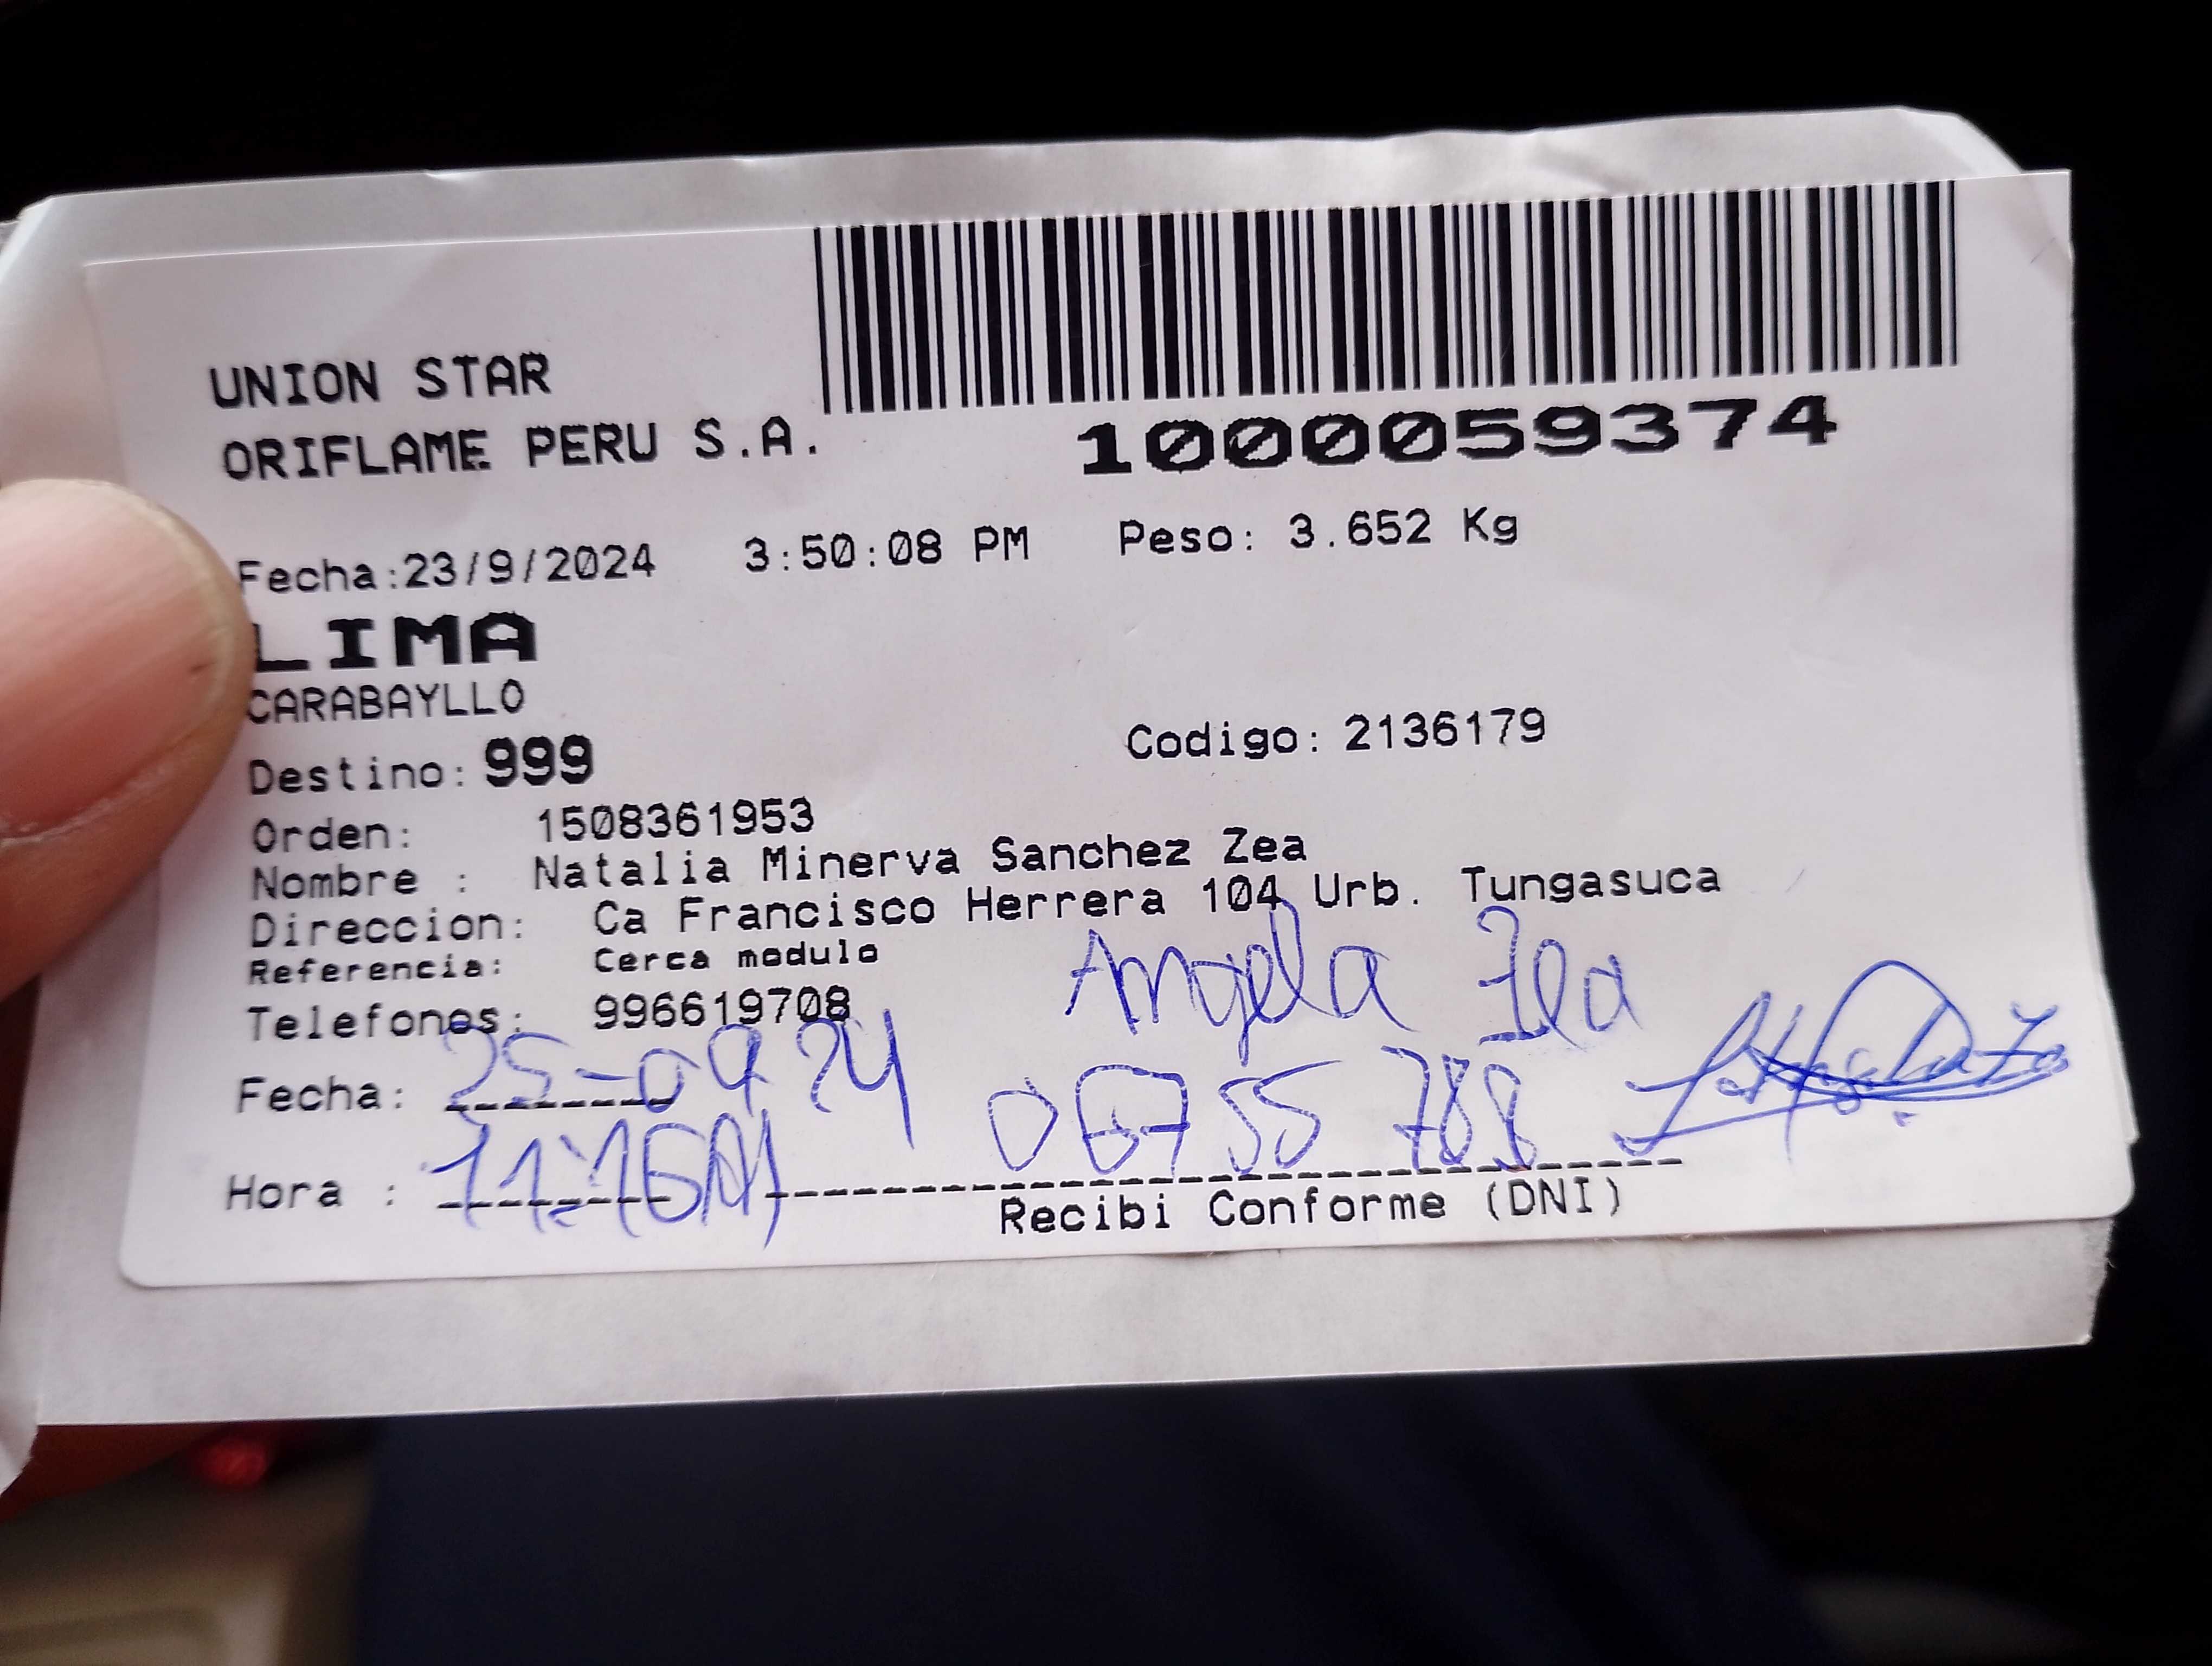 UNION STAR
ORIFLAME PERU S.A.
1000059374
Fecha:23/9/2024 3:50:08 PM Peso: 3.652 Kg
LIMA
CARABAYLLO
Destino: 999 Codigo: 2136179
Orden: 1508361953
Nombre : Natalia Minerva Sanchez Zea
Direccion: Ca Francisco Herrera 104 Urb. Tungasuca
Referencia: Cerca modulo
Telefonos: 996619708 Angela Zea
Fecha: 25-09 24
Hora :
Recibi Conforme (DNI)